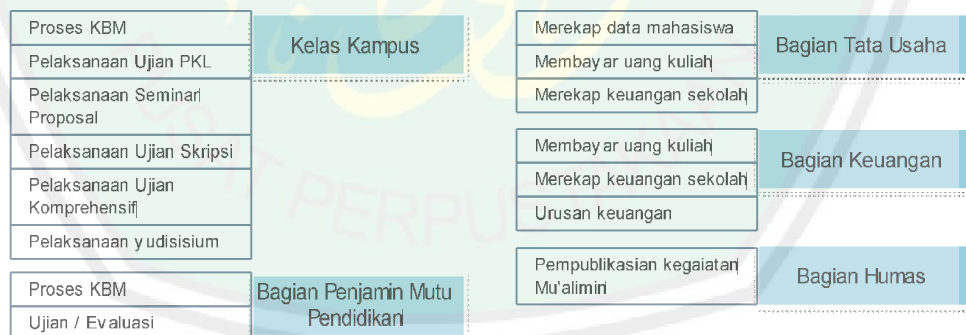 Proses KBM
Pelaksanaan Ujian PKL
Pelaksanaan Seminar
Proposal
Pelaksanaan Ujian Skripsi
Pelaksanaan Ujian
Komprehensif
Pelaksanaan yudisisium
Kelas Kampus
Proses KBM
Ujian / Evaluasi
Bagian Penjamin Mutu
Pendidikan
Merekap data mahasiswa
Membayar uang kuliah
Merekap keuangan sekolah
Bagian Tata Usaha
Membayar uang kuliah
Merekap keuangan sekolah
Urusan keuangan
Bagian Keuangan
Pempublikasian kegaiatan
Mu'alimin
Bagian Humas